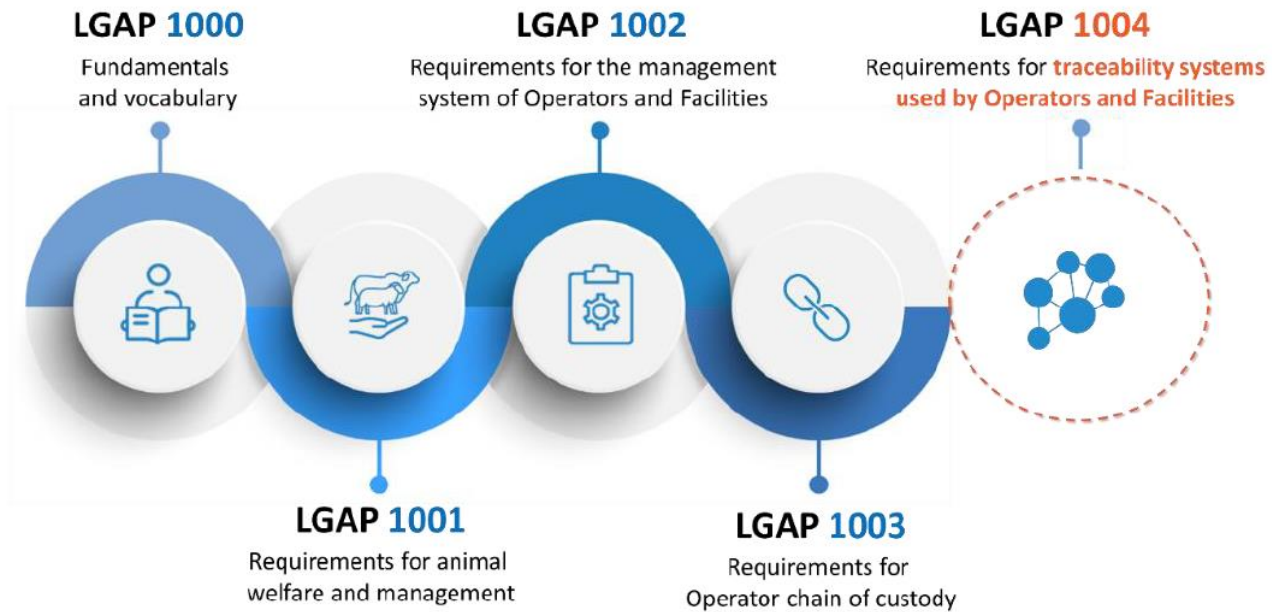 LGAP 1000
Fundamentals
and vocabulary
LGAP 1002
Requirements for the management
system of Operators and Facilities
LGAP 1004
Requirements for traceability systems
used by Operators and Facilities
LGAP 1001
Requirements for animal
welfare and management
LGAP 1003
Requirements for
Operator chain of custody